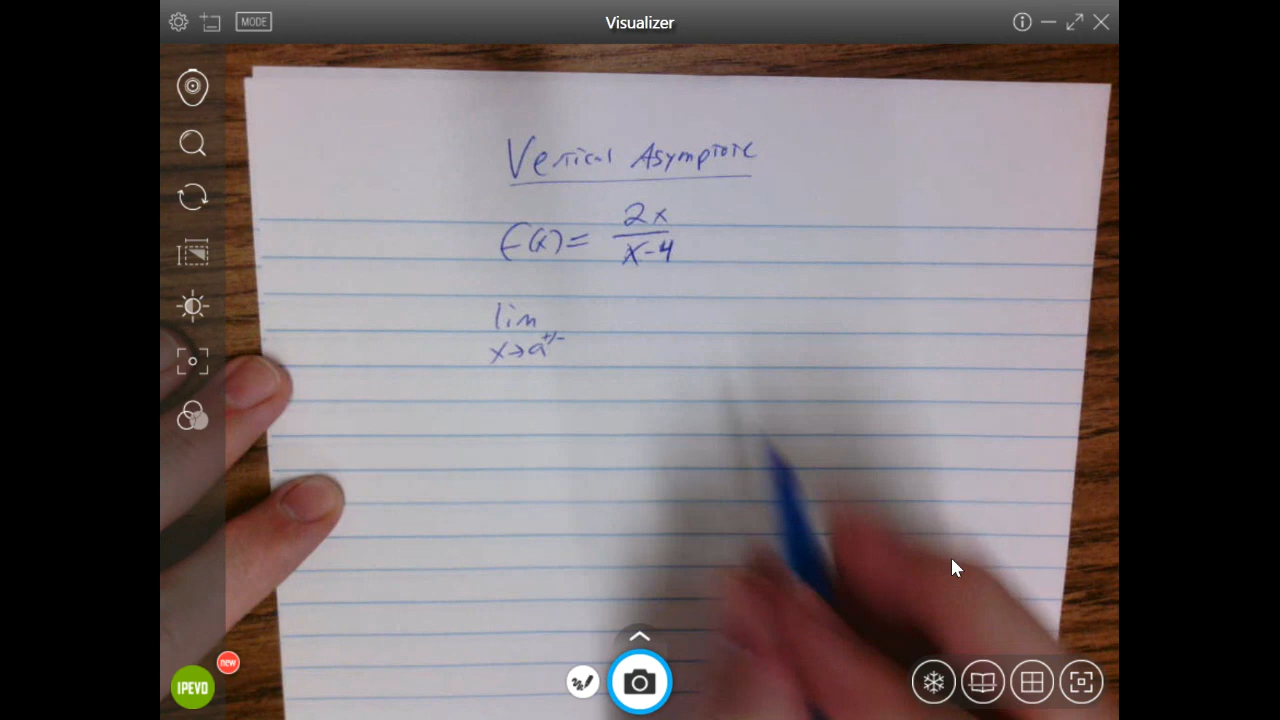 MODE
Visualizer
Vertical Asymptote
f(x) = 2x
x-4
lim
x→a+/-
new
IPEVO